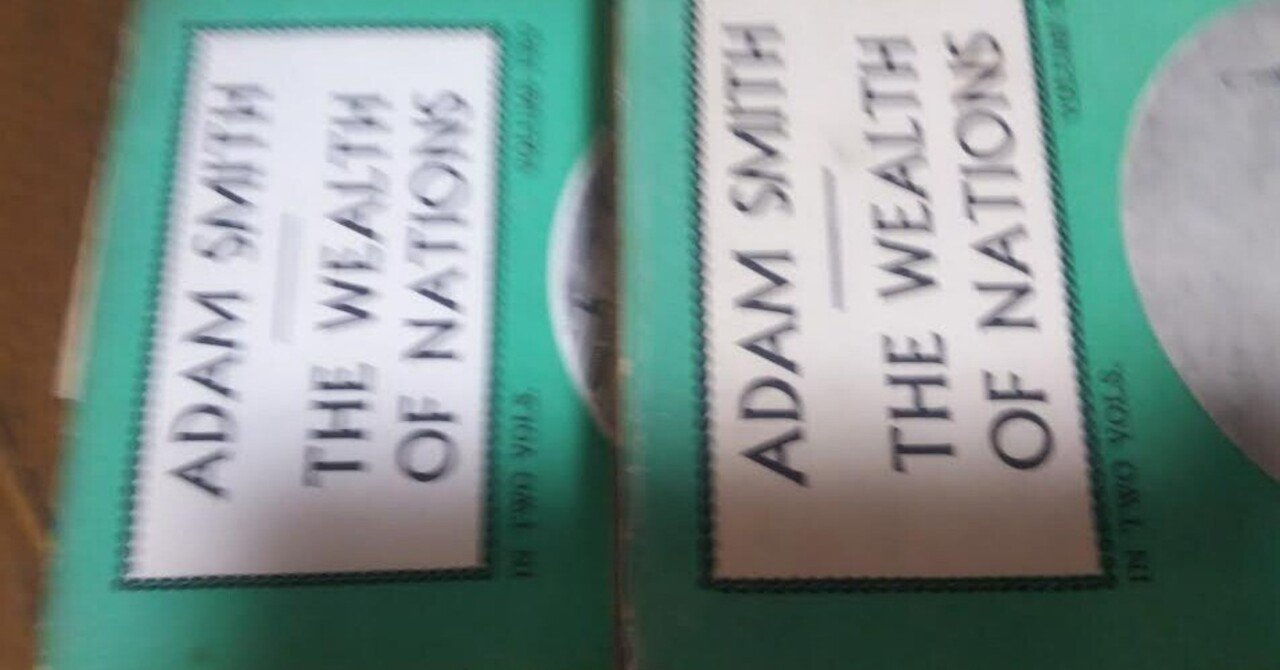 ADAM SMITH
THE WEALTH
OF NATIONS
IN TWO VOLS.
ADAM SMITH
THE WEALTH
OF NATIONS
IN TWO VOLS.